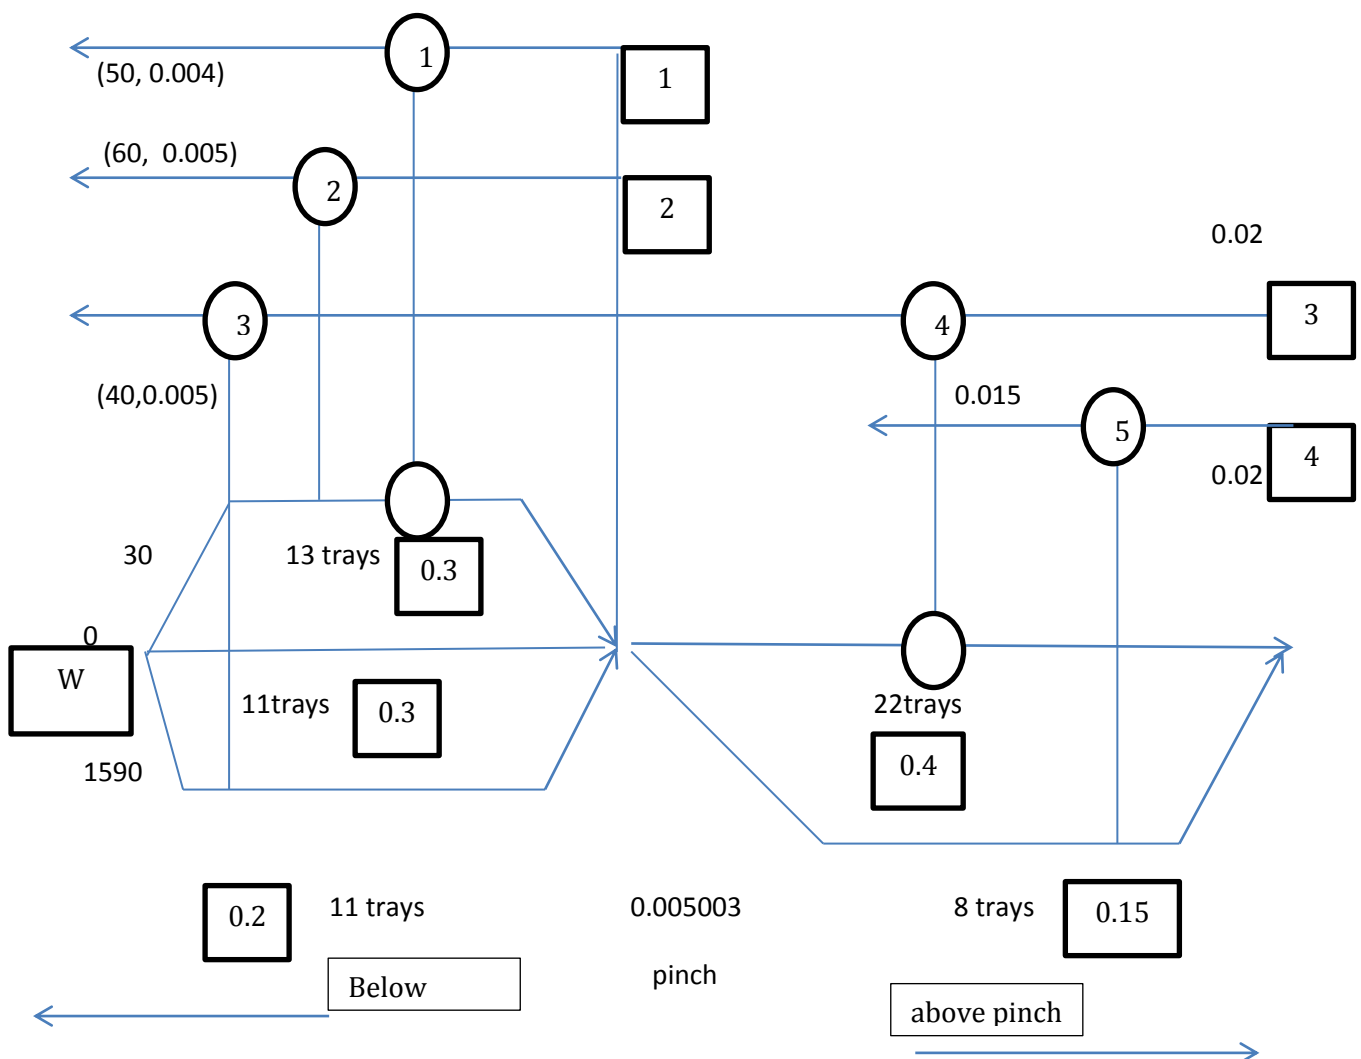 1
(50, 0.004)
1
(60, 0.005)
2
2
0.02
3
4
3
(40,0.005)
0.015
5
4
0.02
30
13 trays
0.3
0
W
11trays
0.3
22trays
1590
0.4
0.2
11 trays
0.005003
8 trays
0.15
pinch
Below
above pinch